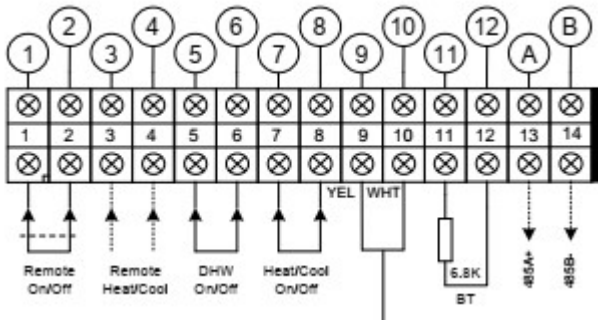 1 2 3 4 5 6 7 8 9 10 11 12 A B
1 2 3 4 5 6 7 8 9 10 11 12 13 14
YEL WHT
Remote On/Off
Remote Heat/Cool
DHW On/Off
Heat/Cool On/Off
6.8K
BT
485A+
485B-